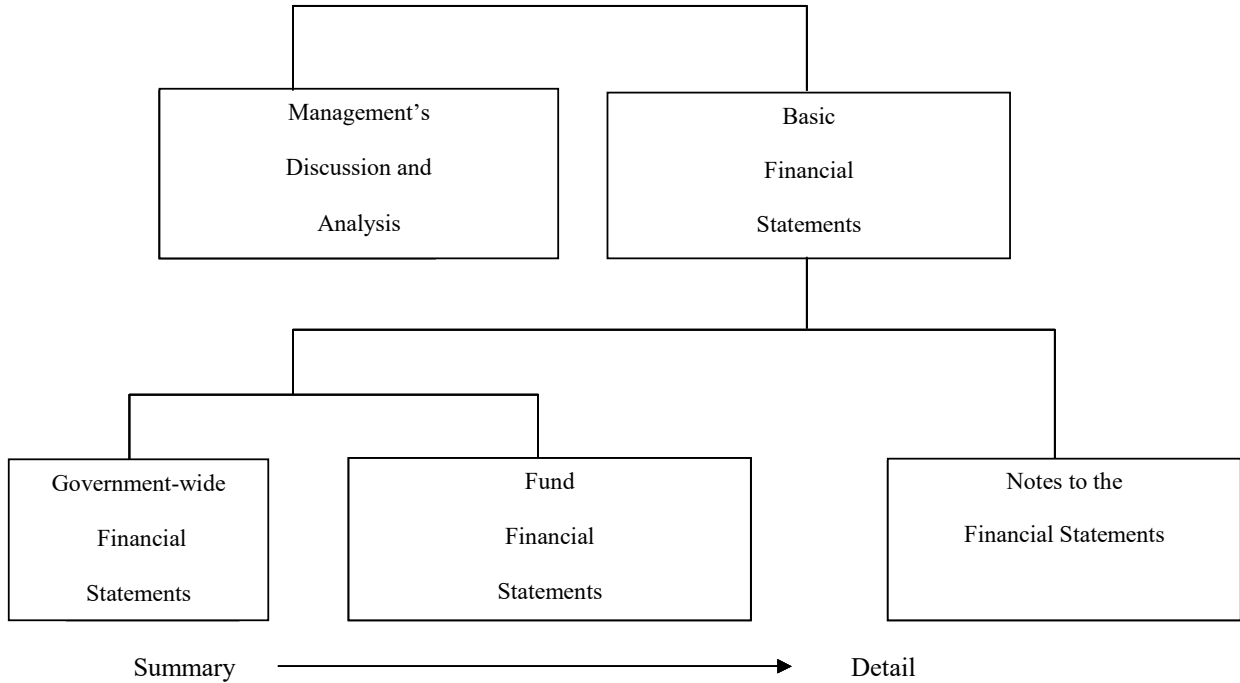 Management’s
Discussion and
Analysis
Basic
Financial
Statements
Government-wide
Financial
Statements
Fund
Financial
Statements
Notes to the
Financial Statements
Summary
Detail